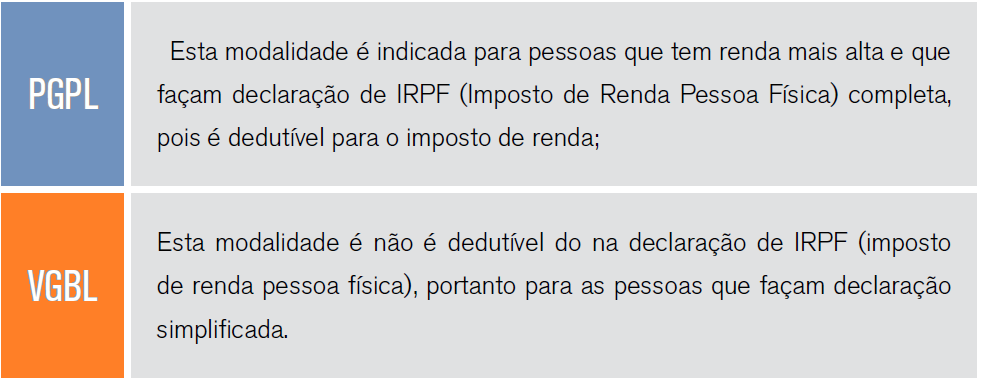 PGPL
Esta modalidade é indicada para pessoas que tem renda mais alta e que
façam declaração de IRPF (Imposto de Renda Pessoa Física) completa,
pois é dedutível para o imposto de renda;
VGBL
Esta modalidade é não é dedutível do na declaração de IRPF (imposto
de renda pessoa física), portanto para as pessoas que façam declaração
simplificada.